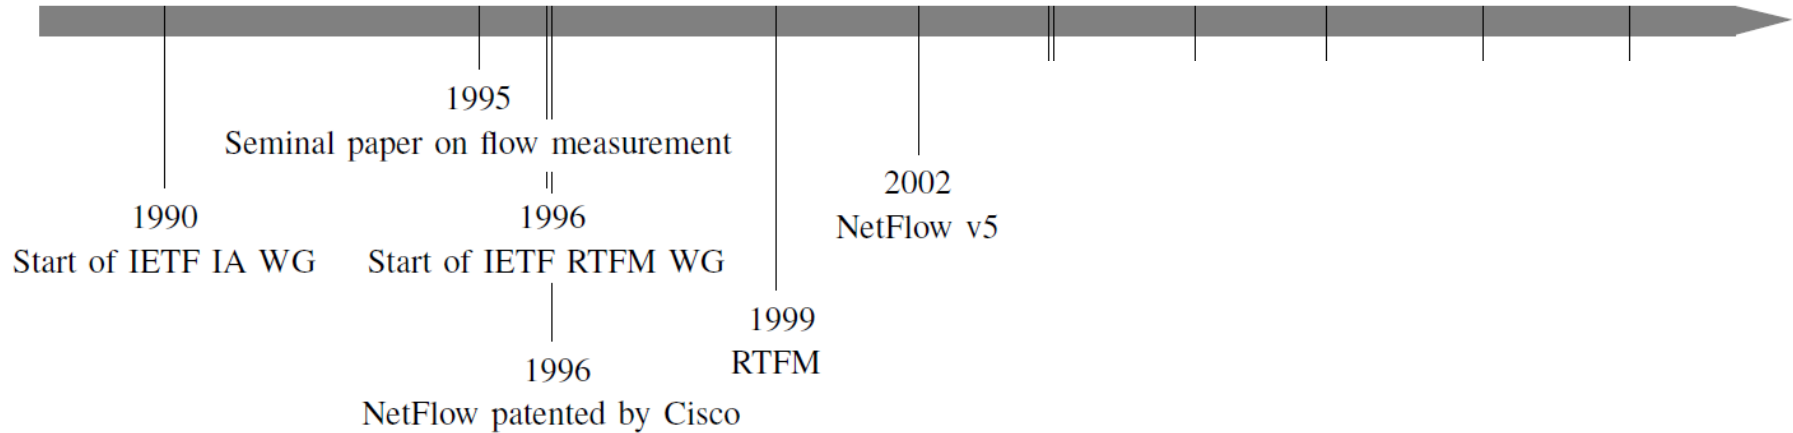 1995
Seminal paper on flow measurement
1990
Start of IETF IA WG
1996
Start of IETF RTFM WG
1996
NetFlow patented by Cisco
1999
RTFM
2002
NetFlow v5